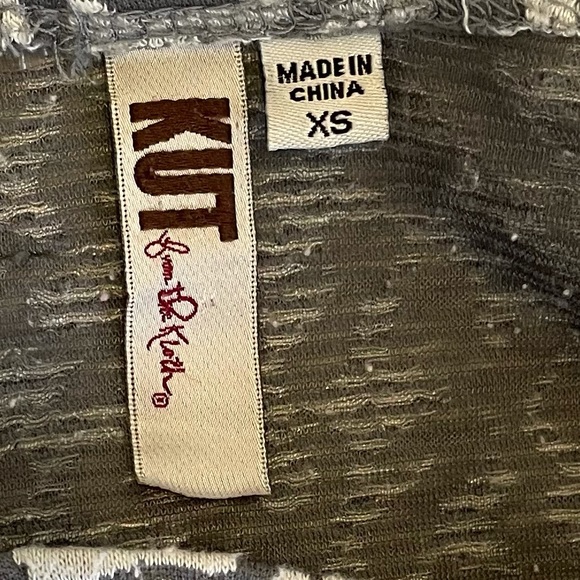 KUT
from the Kloth
MADE IN
CHINA
XS